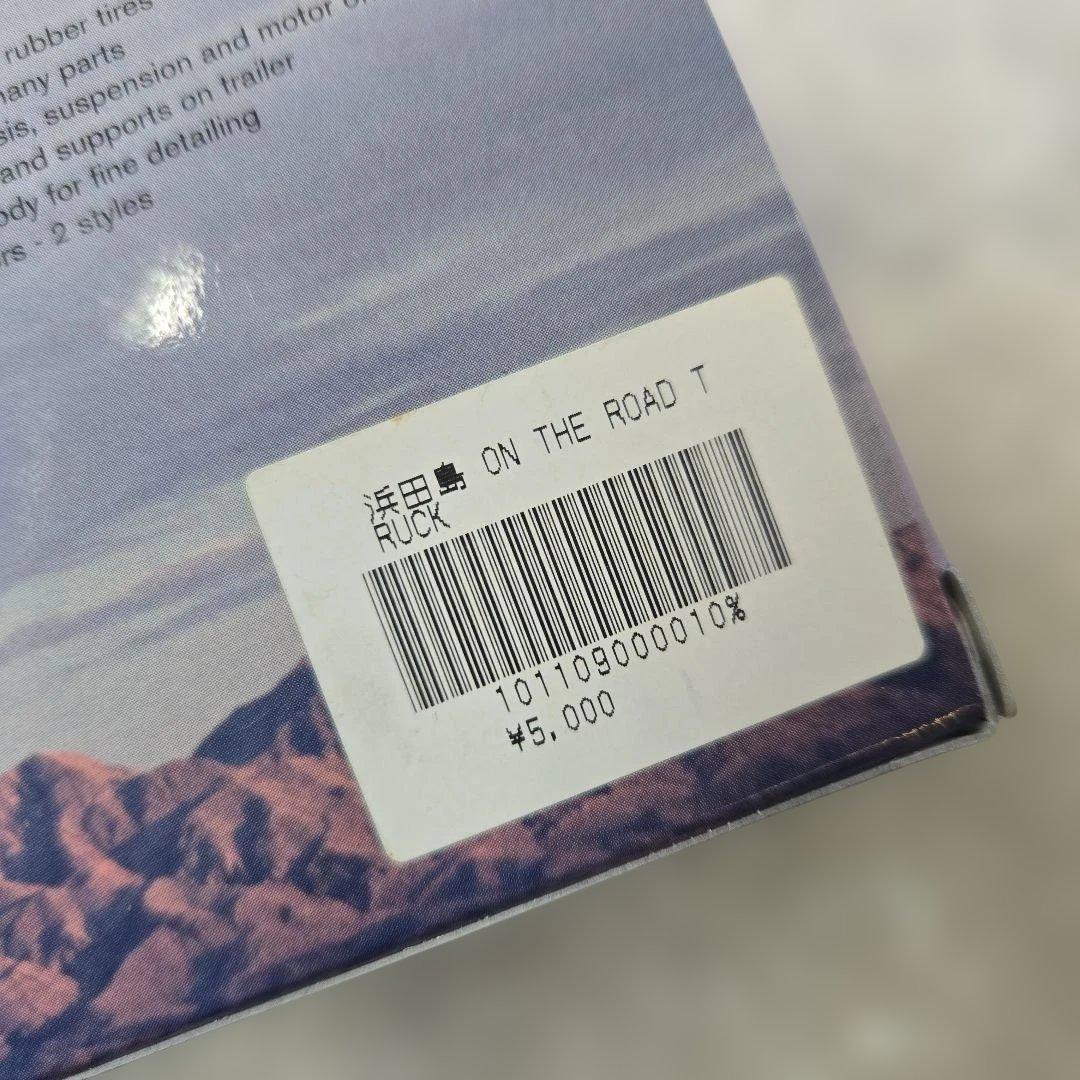 rubber tires
many parts
sis, suspension and motor
and supports on trailer
ody for fine detailing
rs - 2 styles
浜田島 ON THE ROAD T
RUCK
101109000010%
¥5,000